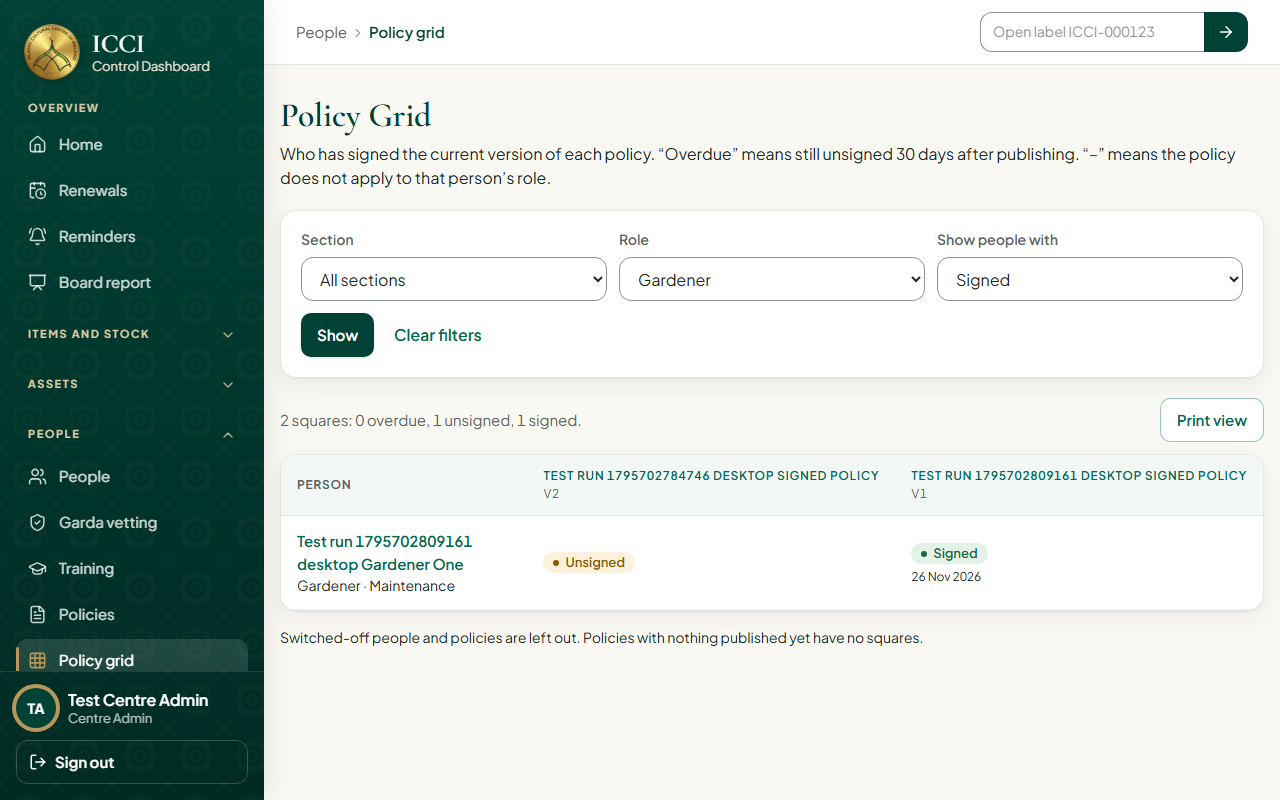 ICCI
Control Dashboard
OVERVIEW
Home
Renewals
Reminders
Board report
ITEMS AND STOCK
ASSETS
PEOPLE
People
Garda vetting
Training
Policies
Policy grid
TA
Test Centre Admin
Centre Admin
Sign out
People › Policy grid
Open label ICCI-000123
Policy Grid
Who has signed the current version of each policy. “Overdue” means still unsigned 30 days after publishing. “–” means the policy
does not apply to that person’s role.
Section
Role
Show people with
All sections
Gardener
Signed
Show
Clear filters
2 squares: 0 overdue, 1 unsigned, 1 signed.
Print view
PERSON
TEST RUN 1795702784746 DESKTOP SIGNED POLICY
V2
TEST RUN 1795702809161 DESKTOP SIGNED POLICY
V1
Test run 1795702809161
desktop Gardener One
Gardener · Maintenance
Unsigned
Signed
26 Nov 2026
Switched-off people and policies are left out. Policies with nothing published yet have no squares.